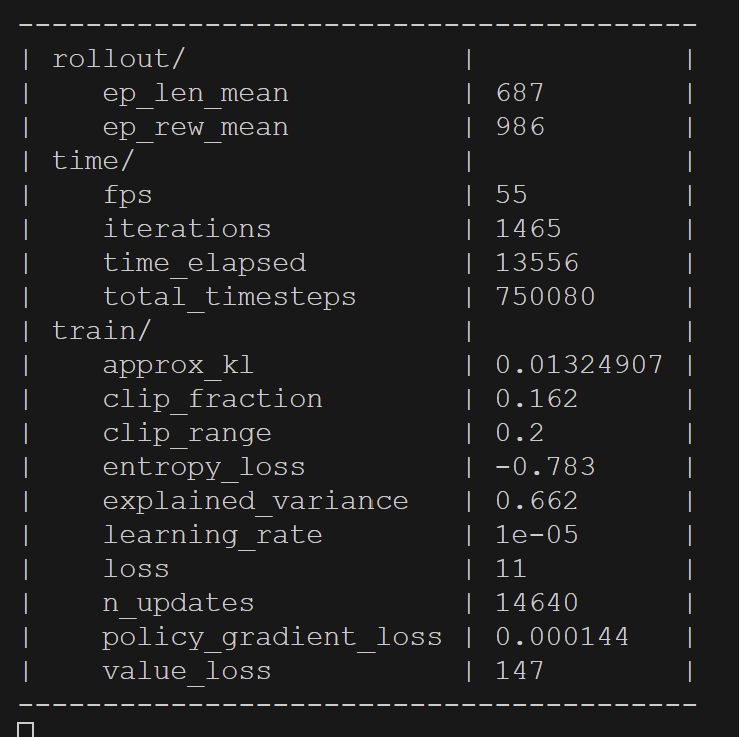 ----------------------------------------
| rollout/                |            |
|    ep_len_mean          | 687        |
|    ep_rew_mean          | 986        |
| time/                   |            |
|    fps                  | 55         |
|    iterations           | 1465       |
|    time_elapsed         | 13556      |
|    total_timesteps      | 750080     |
| train/                  |            |
|    approx_kl            | 0.01324907 |
|    clip_fraction        | 0.162      |
|    clip_range           | 0.2        |
|    entropy_loss         | -0.783     |
|    explained_variance   | 0.662      |
|    learning_rate        | 1e-05      |
|    loss                 | 11         |
|    n_updates            | 14640      |
|    policy_gradient_loss | 0.000144   |
|    value_loss           | 147        |
----------------------------------------